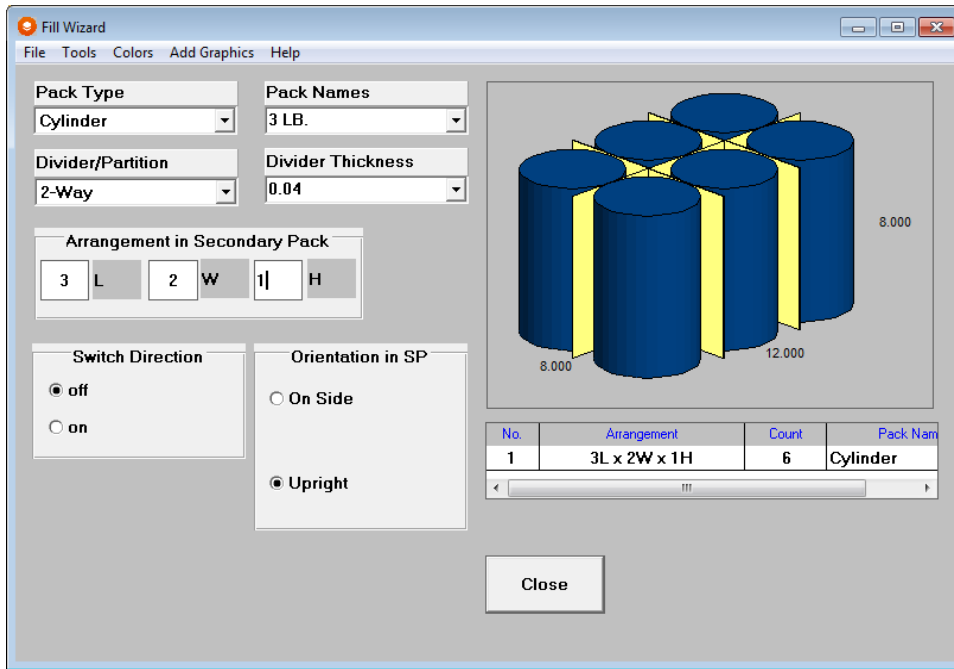 Fill Wizard
File Tools Colors Add Graphics Help
Pack Type
Cylinder
Pack Names
3 LB.
Divider/Partition
2-Way
Divider Thickness
0.04
Arrangement in Secondary Pack
3 L 2 W 1 H
Switch Direction
off
on
Orientation in SP
On Side
Upright
8.000
12.000
8.000
No. Arrangement Count Pack Nam
1 3L x 2W x 1H 6 Cylinder
Close